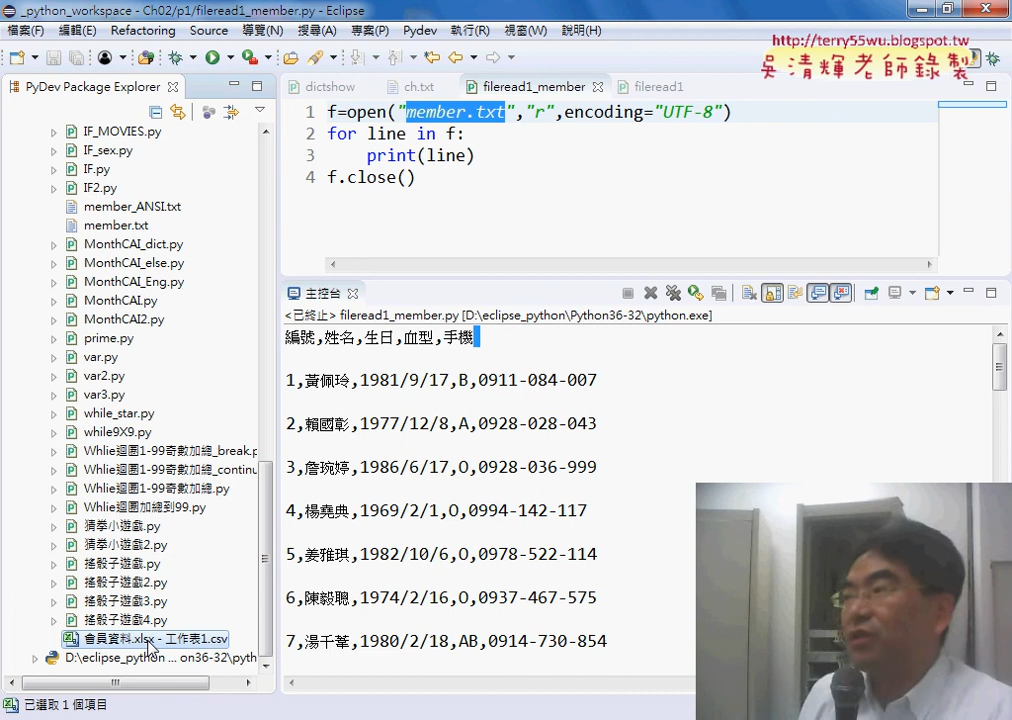 _python_workspace - Ch02/p1/fileread1_member.py - Eclipse
檔案(F) 編輯(E) Refactoring Source 導覽(N) 搜尋(A) 專案(P) Pydev 執行(R) 視窗(W) 說明(H)
http://terry55wu.blogspot.tw
吳清輝老師錄製
PyDev Package Explorer
IF_MOVIES.py
IF_sex.py
IF.py
IF2.py
member_ANSI.txt
member.txt
MonthCAI_dict.py
MonthCAI_else.py
MonthCAI_Eng.py
MonthCAI.py
MonthCAI2.py
prime.py
var.py
var2.py
var3.py
while_star.py
while9X9.py
Whlie迴圈1-99奇數加總_break.p
Whlie迴圈1-99奇數加總_continu
Whlie迴圈1-99奇數加總.py
Whlie迴圈加總到99.py
猜拳小遊戲.py
猜拳小遊戲2.py
搖骰子遊戲.py
搖骰子遊戲2.py
搖骰子遊戲3.py
搖骰子遊戲4.py
會員資料.xlsx - 工作表1.csv
D:\eclipse_python ... on36-32\pyth
已選取 1 個項目
dictshow ch.txt fileread1_member fileread1
1 f=open("member.txt","r",encoding="UTF-8")
2 for line in f:
3 print(line)
4 f.close()
主控台
<已終止> fileread1_member.py [D:\eclipse_python\Python36-32\python.exe]
編號,姓名,生日,血型,手機
1,黃佩玲,1981/9/17,B,0911-084-007
2,賴國彰,1977/12/8,A,0928-028-043
3,詹琬婷,1986/6/17,O,0928-036-999
4,楊堯典,1969/2/1,O,0994-142-117
5,姜雅琪,1982/10/6,O,0978-522-114
6,陳毅聰,1974/2/16,O,0937-467-575
7,湯千葦,1980/2/18,AB,0914-730-854